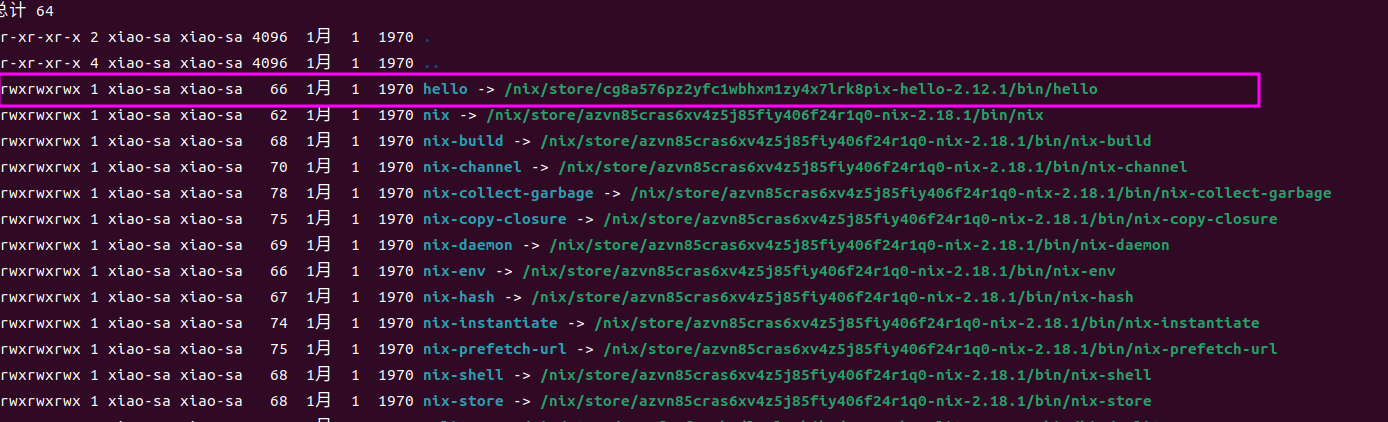 总计 64
r-xr-xr-x 2 xiao-sa xiao-sa 4096 1月 1 1970 .
r-xr-xr-x 4 xiao-sa xiao-sa 4096 1月 1 1970 ..
rwxrwxrwx 1 xiao-sa xiao-sa 66 1月 1 1970 hello -> /nix/store/cg8a576pz2yfc1wbhxm1zy4x7lrk8pix-hello-2.12.1/bin/hello
rwxrwxrwx 1 xiao-sa xiao-sa 62 1月 1 1970 nix -> /nix/store/azvn85cras6xv4z5j85fiy406f24r1q0-nix-2.18.1/bin/nix
rwxrwxrwx 1 xiao-sa xiao-sa 68 1月 1 1970 nix-build -> /nix/store/azvn85cras6xv4z5j85fiy406f24r1q0-nix-2.18.1/bin/nix-build
rwxrwxrwx 1 xiao-sa xiao-sa 70 1月 1 1970 nix-channel -> /nix/store/azvn85cras6xv4z5j85fiy406f24r1q0-nix-2.18.1/bin/nix-channel
rwxrwxrwx 1 xiao-sa xiao-sa 78 1月 1 1970 nix-collect-garbage -> /nix/store/azvn85cras6xv4z5j85fiy406f24r1q0-nix-2.18.1/bin/nix-collect-garbage
rwxrwxrwx 1 xiao-sa xiao-sa 75 1月 1 1970 nix-copy-closure -> /nix/store/azvn85cras6xv4z5j85fiy406f24r1q0-nix-2.18.1/bin/nix-copy-closure
rwxrwxrwx 1 xiao-sa xiao-sa 69 1月 1 1970 nix-daemon -> /nix/store/azvn85cras6xv4z5j85fiy406f24r1q0-nix-2.18.1/bin/nix-daemon
rwxrwxrwx 1 xiao-sa xiao-sa 66 1月 1 1970 nix-env -> /nix/store/azvn85cras6xv4z5j85fiy406f24r1q0-nix-2.18.1/bin/nix-env
rwxrwxrwx 1 xiao-sa xiao-sa 67 1月 1 1970 nix-hash -> /nix/store/azvn85cras6xv4z5j85fiy406f24r1q0-nix-2.18.1/bin/nix-hash
rwxrwxrwx 1 xiao-sa xiao-sa 74 1月 1 1970 nix-instantiate -> /nix/store/azvn85cras6xv4z5j85fiy406f24r1q0-nix-2.18.1/bin/nix-instantiate
rwxrwxrwx 1 xiao-sa xiao-sa 75 1月 1 1970 nix-prefetch-url -> /nix/store/azvn85cras6xv4z5j85fiy406f24r1q0-nix-2.18.1/bin/nix-prefetch-url
rwxrwxrwx 1 xiao-sa xiao-sa 68 1月 1 1970 nix-shell -> /nix/store/azvn85cras6xv4z5j85fiy406f24r1q0-nix-2.18.1/bin/nix-shell
rwxrwxrwx 1 xiao-sa xiao-sa 68 1月 1 1970 nix-store -> /nix/store/azvn85cras6xv4z5j85fiy406f24r1q0-nix-2.18.1/bin/nix-store